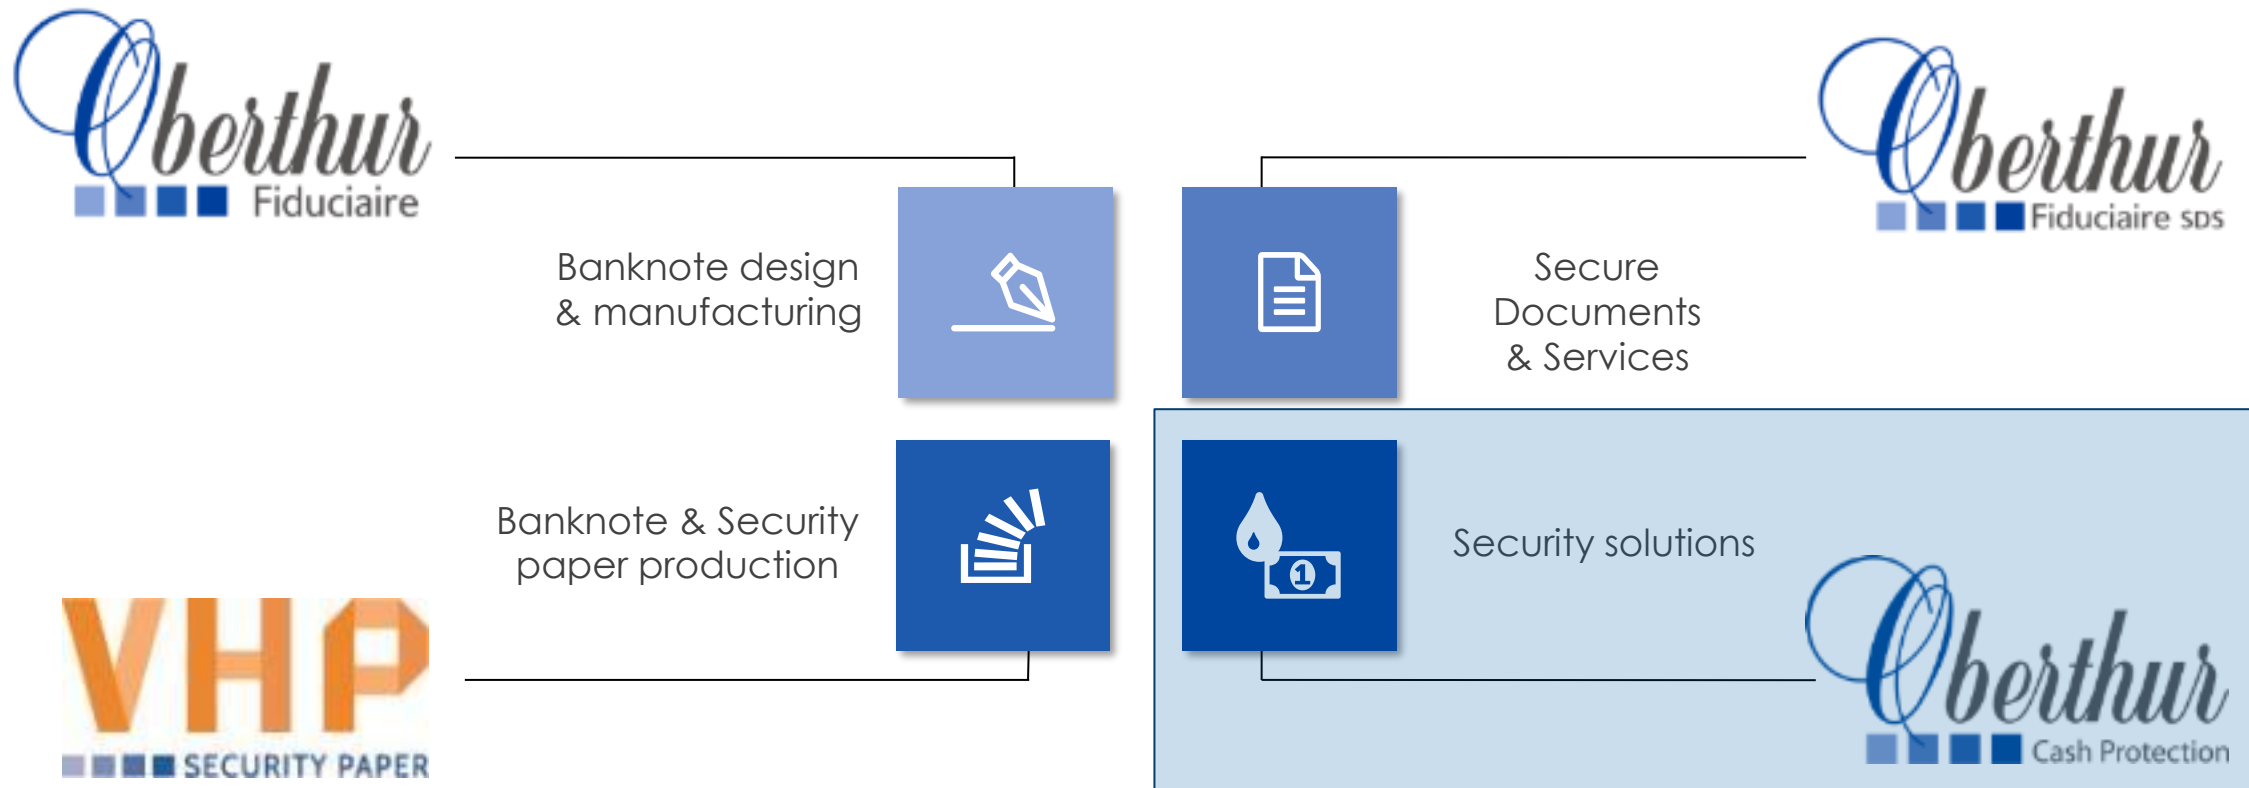 Oberthur
Fiduciaire
Banknote design
& manufacturing
Oberthur
Fiduciaire SDS
Secure
Documents
& Services
Banknote & Security
paper production
VHP
SECURITY PAPER
1
Security solutions
Oberthur
Cash Protection